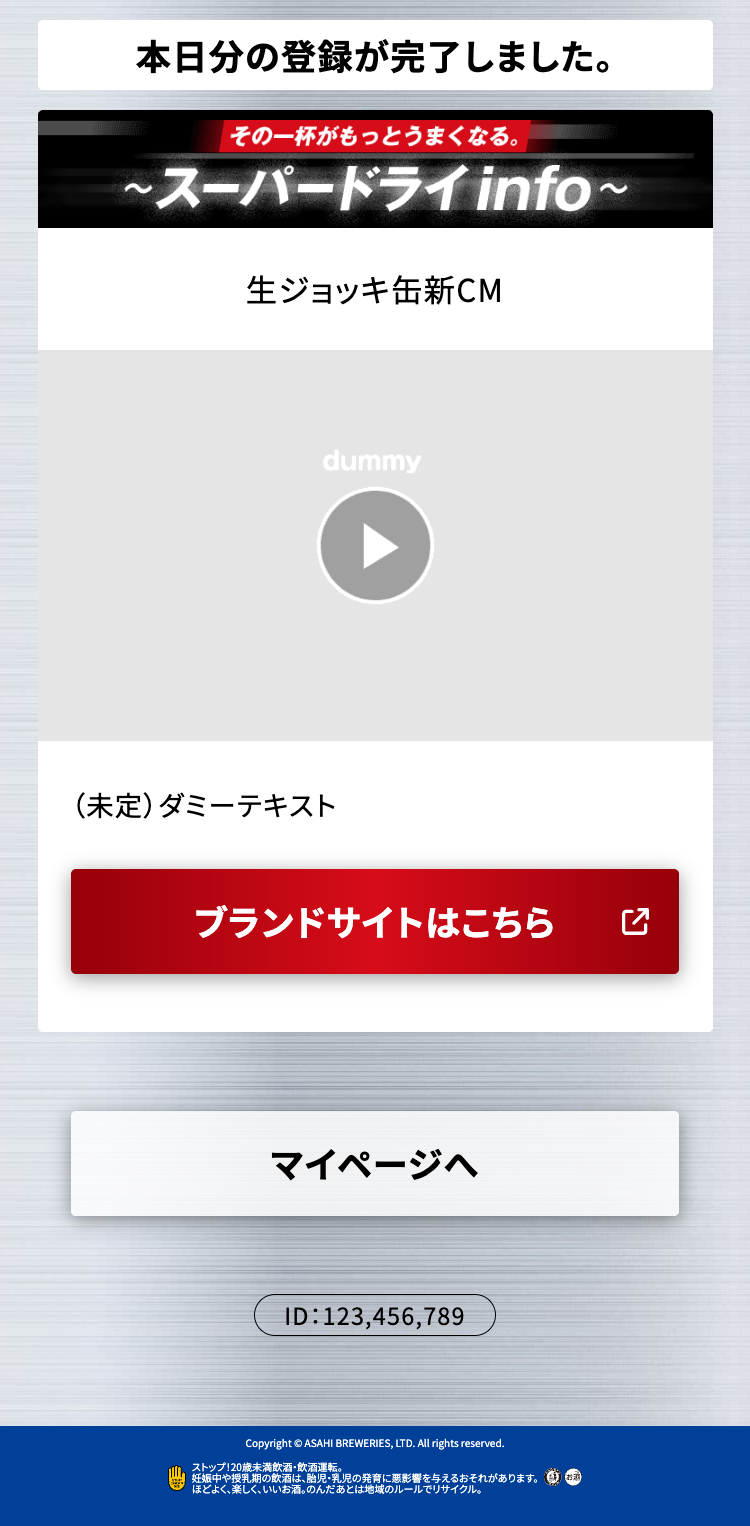 本日分の登録が完了しました。
その一杯がもっとうまくなる。
～スーパードライinfo～
生ジョッキ缶新CM
dummy
（未定）ダミーテキスト
ブランドサイトはこちら
マイページへ
ID：123,456,789
Copyright © ASAHI BREWERIES, LTD. All rights reserved.
ストップ！20歳未満飲酒・飲酒運転。
妊娠中や授乳期の飲酒は、胎児・乳児の発育に悪影響を与えるおそれがあります。
お酒
ほどよく、楽しく、いいお酒。のんだあとは地域のルールでリサイクル。